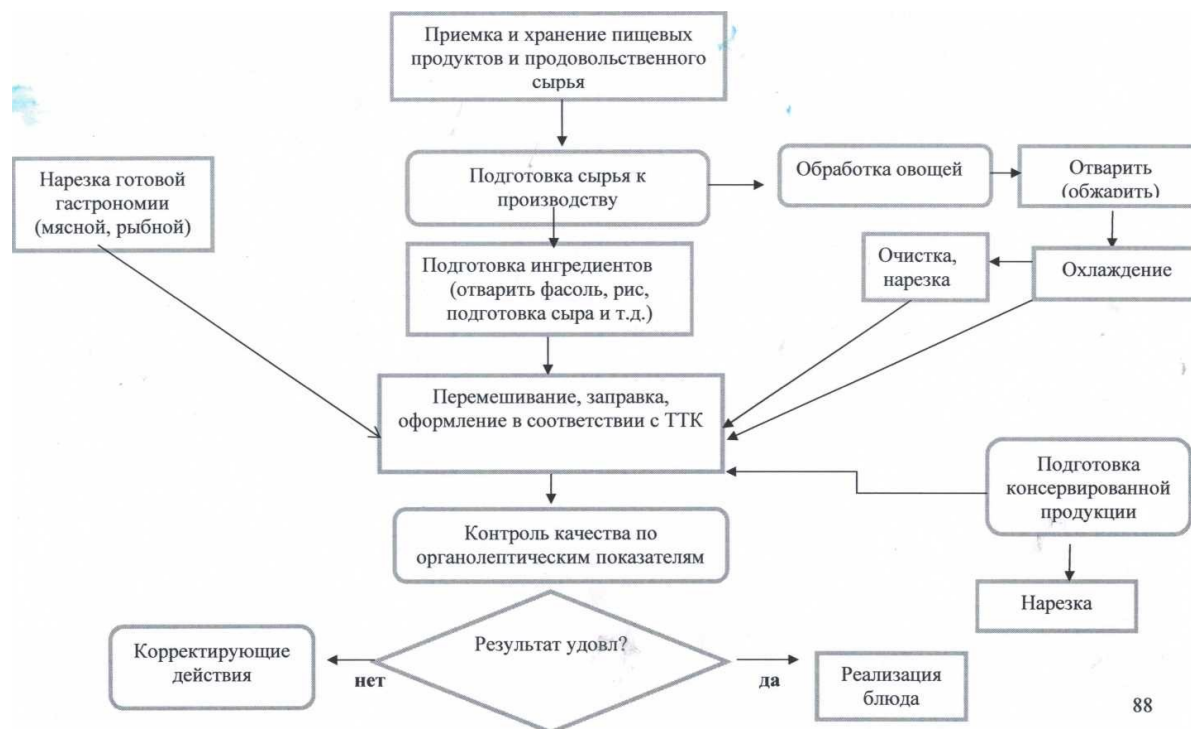 Приемка и хранение пищевых
продуктов и продовольственного
сырья
Нарезка готовой
гастрономии
(мясной, рыбной)
Подготовка сырья к
производству
Обработка овощей
Отварить
(обжарить)
Подготовка ингредиентов
(отварить фасоль, рис,
подготовка сыра и т.д.)
Очистка,
нарезка
Охлаждение
Перемешивание, заправка,
оформление в соответствии с ТТК
Подготовка
консервированной
продукции
Контроль качества по
органолептическим показателям
Нарезка
Результат удовл?
Корректирующие
действия
нет
да
Реализация
блюда
88